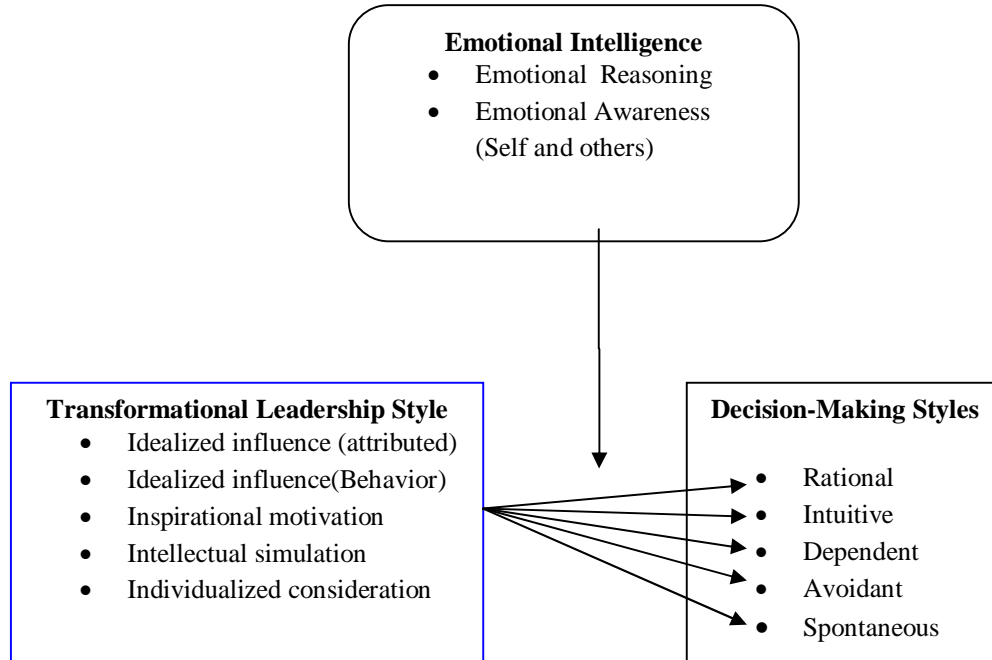 Emotional Intelligence
• Emotional Reasoning
• Emotional Awareness
(Self and others)
Transformational Leadership Style
• Idealized influence (attributed)
• Idealized influence(Behavior)
• Inspirational motivation
• Intellectual simulation
• Individualized consideration
Decision-Making Styles
• Rational
• Intuitive
• Dependent
• Avoidant
• Spontaneous